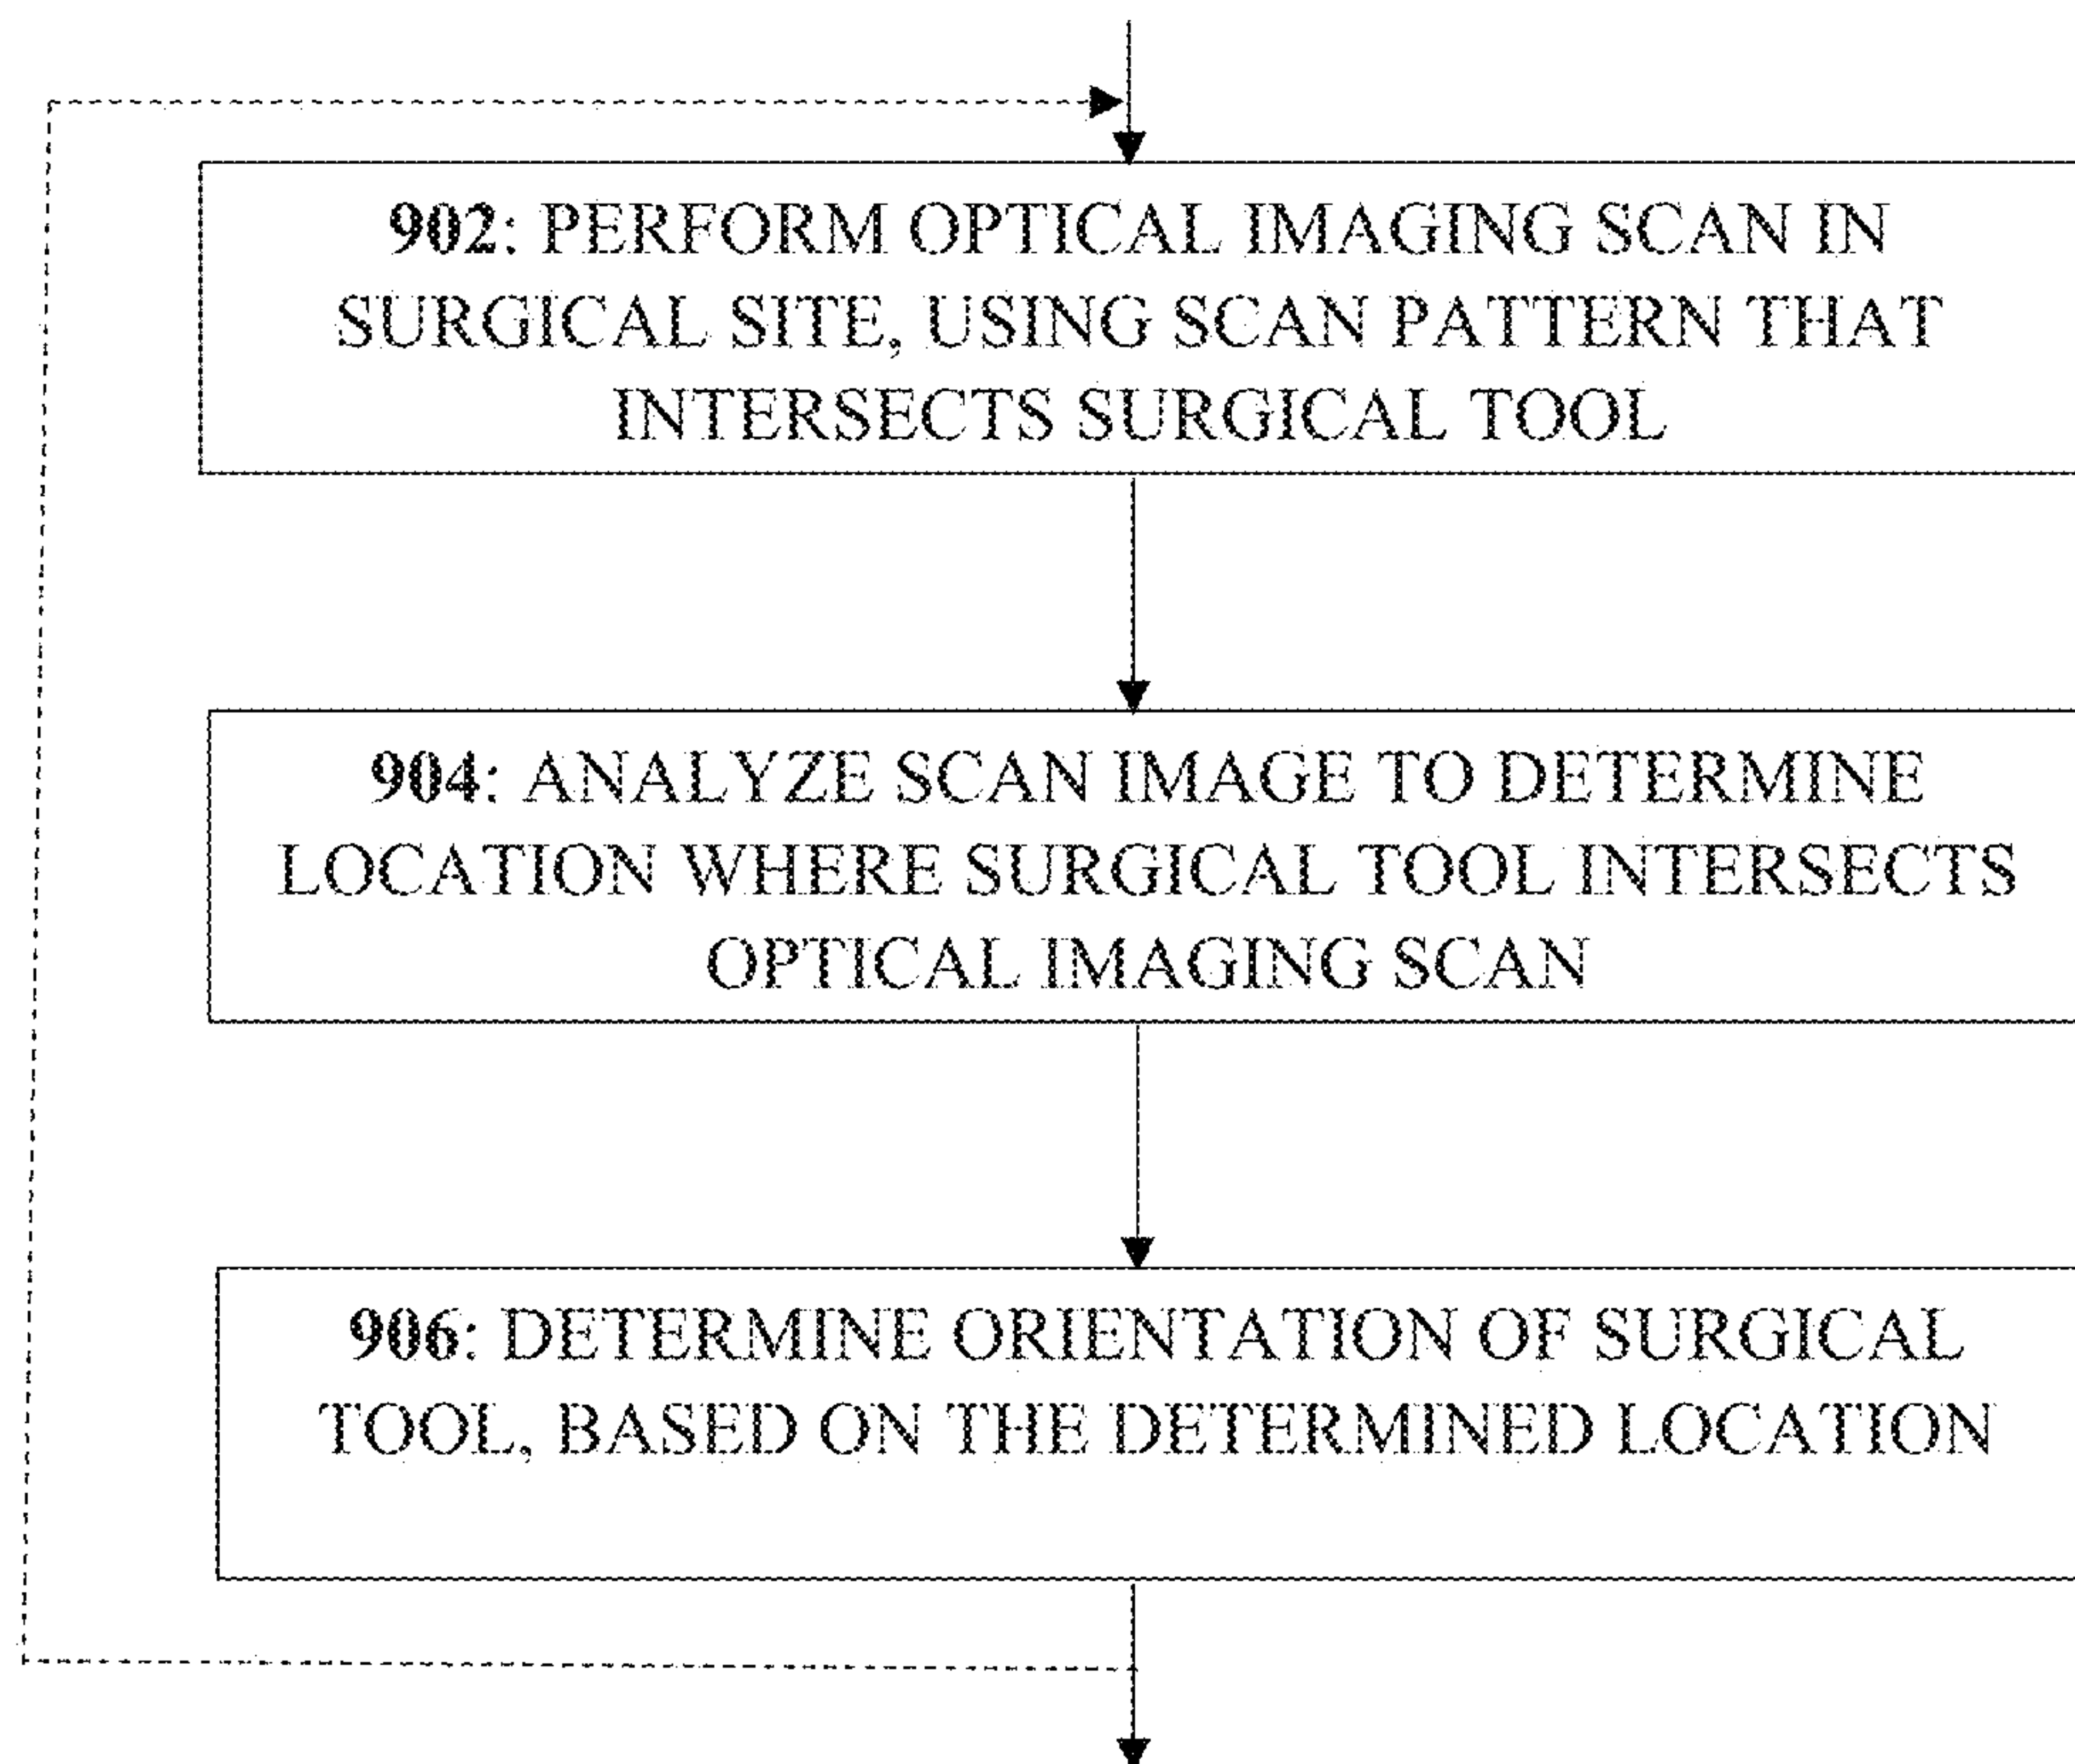 902: PERFORM OPTICAL IMAGING SCAN IN
SURGICAL SITE, USING SCAN PATTERN THAT
INTERSECTS SURGICAL TOOL
904: ANALYZE SCAN IMAGE TO DETERMINE
LOCATION WHERE SURGICAL TOOL INTERSECTS
OPTICAL IMAGING SCAN
906: DETERMINE ORIENTATION OF SURGICAL
TOOL, BASED ON THE DETERMINED LOCATION